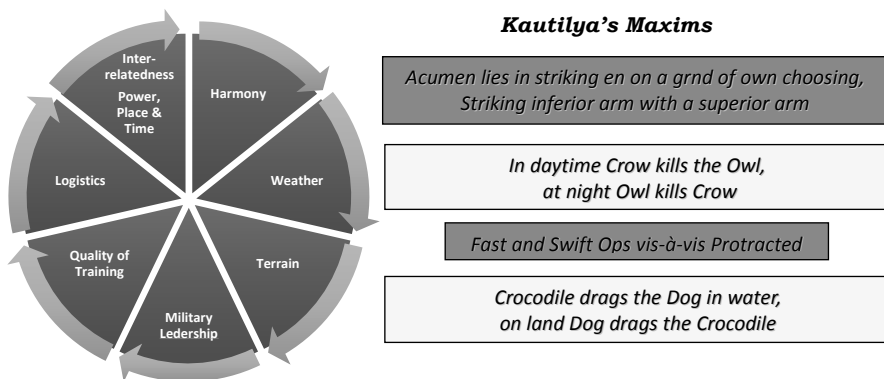 Kautilya's Maxims
Inter-
relatedness
Power,
Place &
Time
Harmony
Weather
Terrain
Military
Ledership
Quality of
Training
Logistics
Acumen lies in striking en on a grnd of own choosing,
Striking inferior arm with a superior arm
In daytime Crow kills the Owl,
at night Owl kills Crow
Fast and Swift Ops vis-à-vis Protracted
Crocodile drags the Dog in water,
on land Dog drags the Crocodile